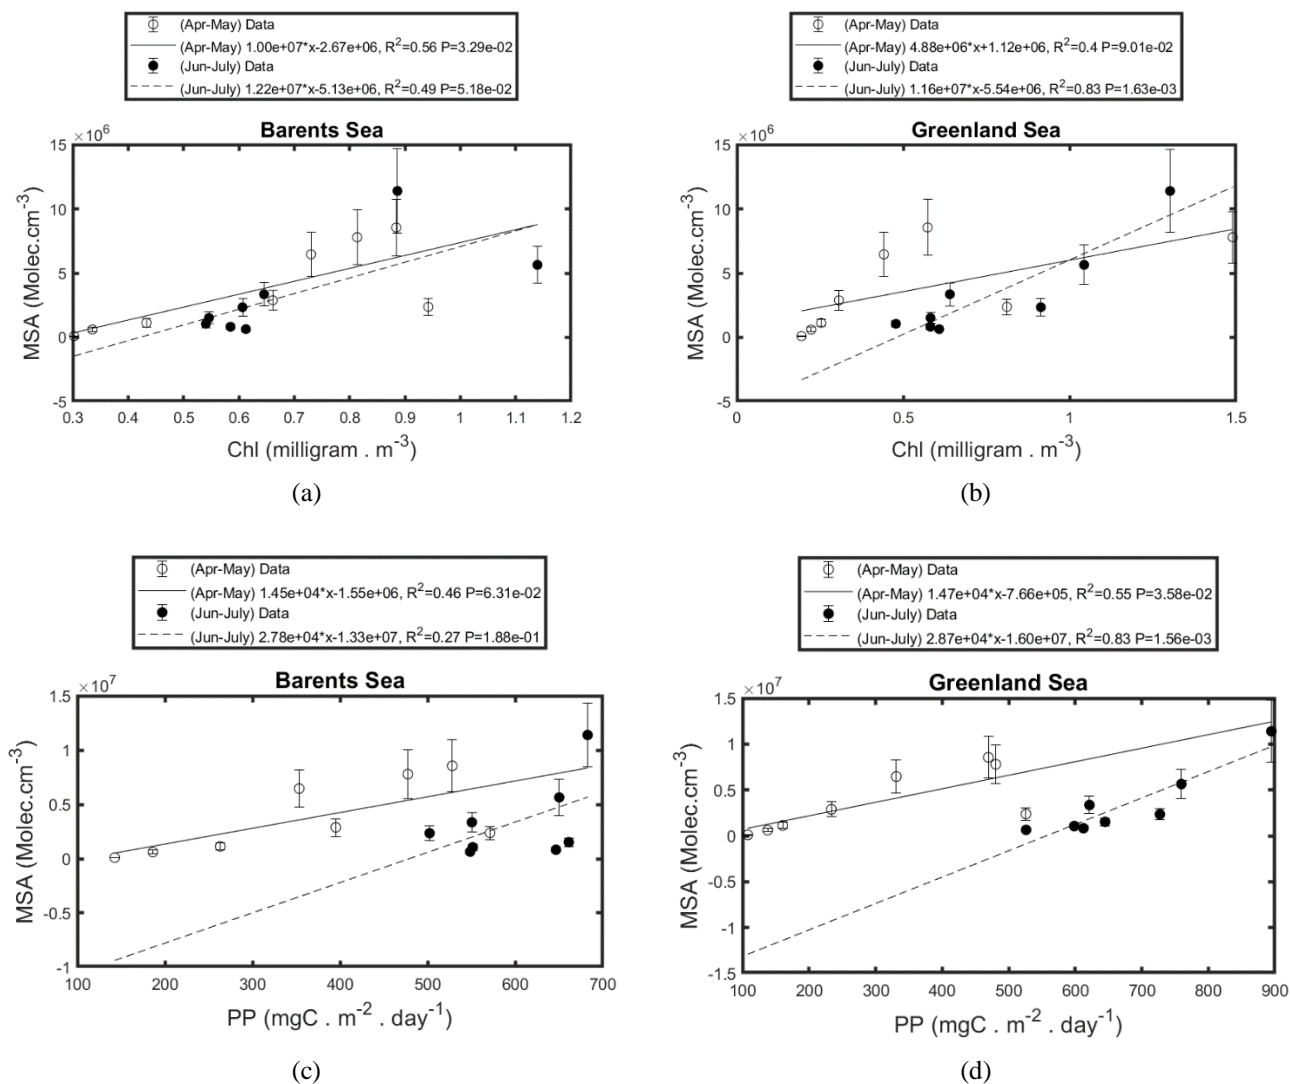 (Apr-May) Data
(Apr-May) 1.00e+07*x-2.67e+06, R²=0.56 P=3.29e-02
(Jun-July) Data
(Jun-July) 1.22e+07*x-5.13e+06, R²=0.49 P=5.18e-02
Barents Sea
×10⁶
15
10
5
0
-5
MSA (Molec.cm⁻³)
0.3 0.4 0.5 0.6 0.7 0.8 0.9 1 1.1 1.2
Chl (milligram . m⁻³)
(a)
(Apr-May) Data
(Apr-May) 4.88e+06*x+1.12e+06, R²=0.4 P=9.01e-02
(Jun-July) Data
(Jun-July) 1.16e+07*x-5.54e+06, R²=0.83 P=1.63e-03
Greenland Sea
×10⁶
15
10
5
0
-5
MSA (Molec.cm⁻³)
0 0.5 1 1.5
Chl (milligram . m⁻³)
(b)
(Apr-May) Data
(Apr-May) 1.45e+04*x-1.55e+06, R²=0.46 P=6.31e-02
(Jun-July) Data
(Jun-July) 2.78e+04*x-1.33e+07, R²=0.27 P=1.88e-01
Barents Sea
×10⁷
1.5
1
0.5
0
-0.5
-1
MSA (Molec.cm⁻³)
100 200 300 400 500 600 700
PP (mgC . m⁻² . day⁻¹)
(c)
(Apr-May) Data
(Apr-May) 1.47e+04*x-7.66e+05, R²=0.55 P=3.58e-02
(Jun-July) Data
(Jun-July) 2.87e+04*x-1.60e+07, R²=0.83 P=1.56e-03
Greenland Sea
×10⁷
1.5
1
0.5
0
-0.5
-1
-1.5
MSA (Molec.cm⁻³)
100 200 300 400 500 600 700 800 900
PP (mgC . m⁻² . day⁻¹)
(d)